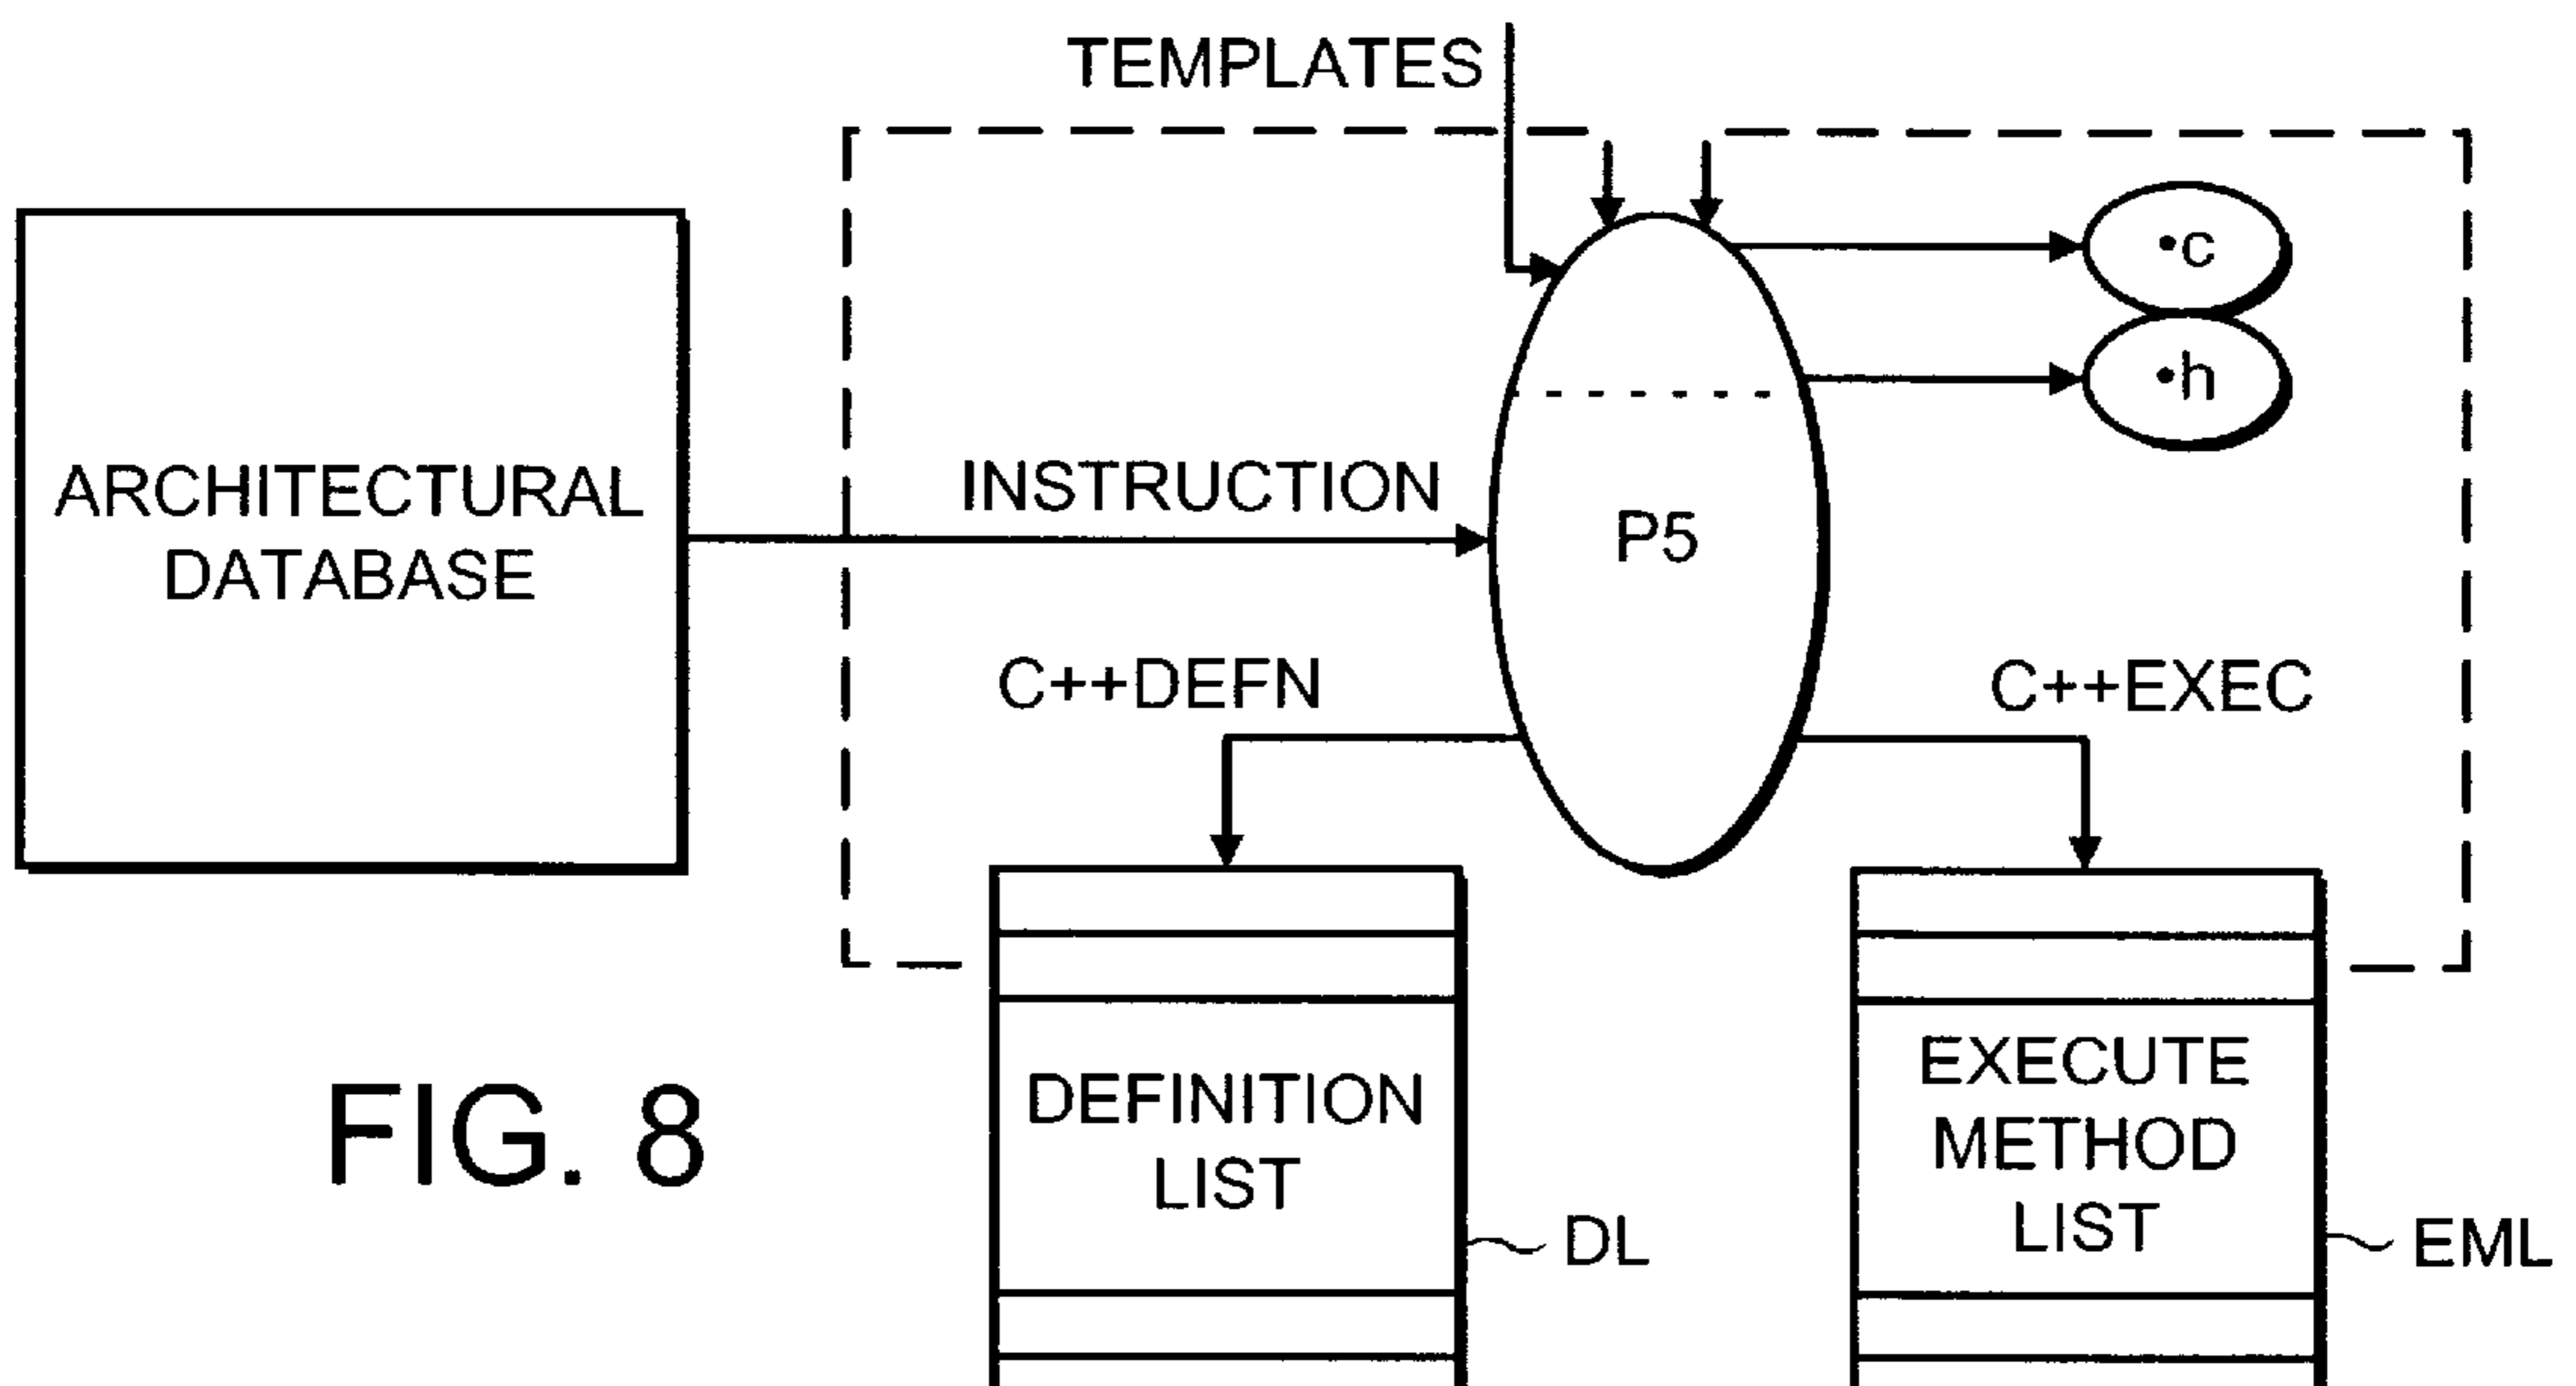 TEMPLATES
•c
•h
ARCHITECTURAL
DATABASE
INSTRUCTION
P5
C++DEFN
C++EXEC
DEFINITION
LIST
DL
EXECUTE
METHOD
LIST
EML
FIG. 8